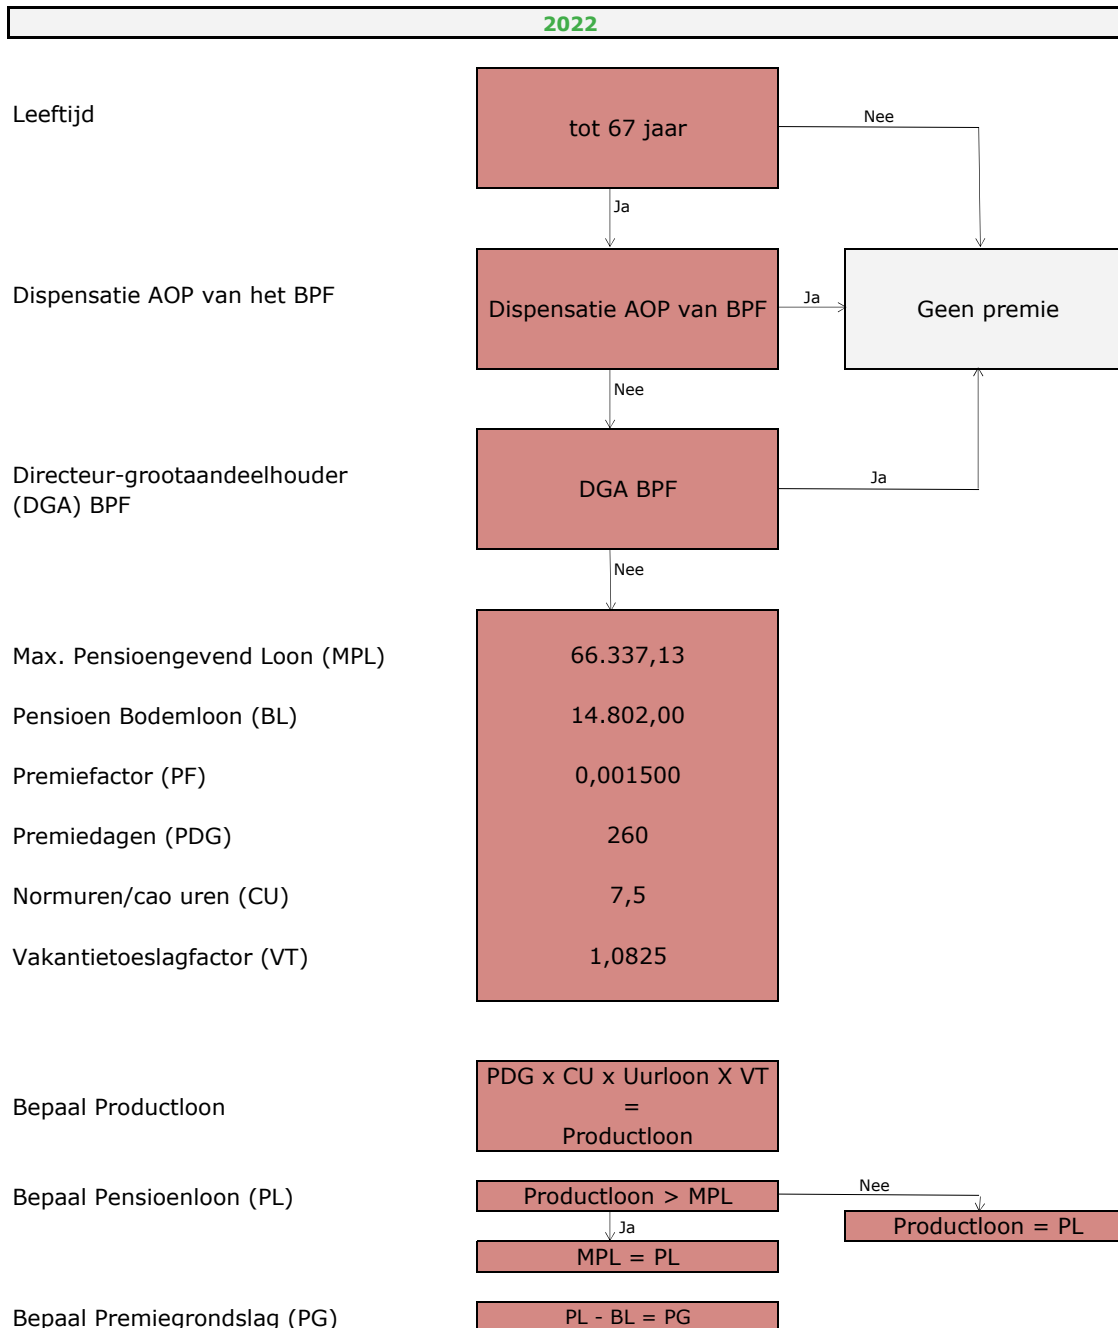 2022
Leeftijd
tot 67 jaar
Nee
Ja
Dispensatie AOP van het BPF
Dispensatie AOP van BPF
Ja
Geen premie
Nee
Directeur-grootaandeelhouder
(DGA) BPF
DGA BPF
Ja
Nee
Max. Pensioengevend Loon (MPL)
66.337,13
Pensioen Bodemloon (BL)
14.802,00
Premiefactor (PF)
0,001500
Premiedagen (PDG)
260
Normuren/cao uren (CU)
7,5
Vakantietoeslagfactor (VT)
1,0825
Bepaal Productloon
PDG x CU x Uurloon X VT
=
Productloon
Bepaal Pensioenloon (PL)
Productloon > MPL
Nee
Productloon = PL
Ja
MPL = PL
Bepaal Premiegrondslag (PG)
PL - BL = PG